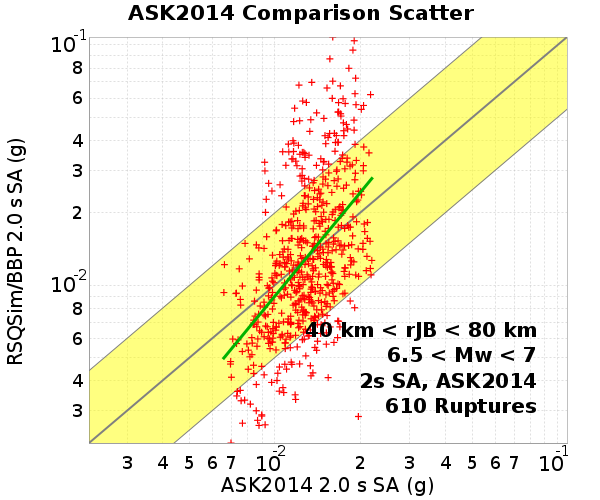 ASK2014 Comparison Scatter
RSQSim/BBP 2.0 s SA (g)
10⁻¹
8
6
4
3
2
10⁻²
8
6
4
3
40 km < rJB < 80 km
6.5 < Mw < 7
2s SA, ASK2014
610 Ruptures
3 4 5 6 7 10⁻² 2 3 4 5 6 7 10⁻¹
ASK2014 2.0 s SA (g)